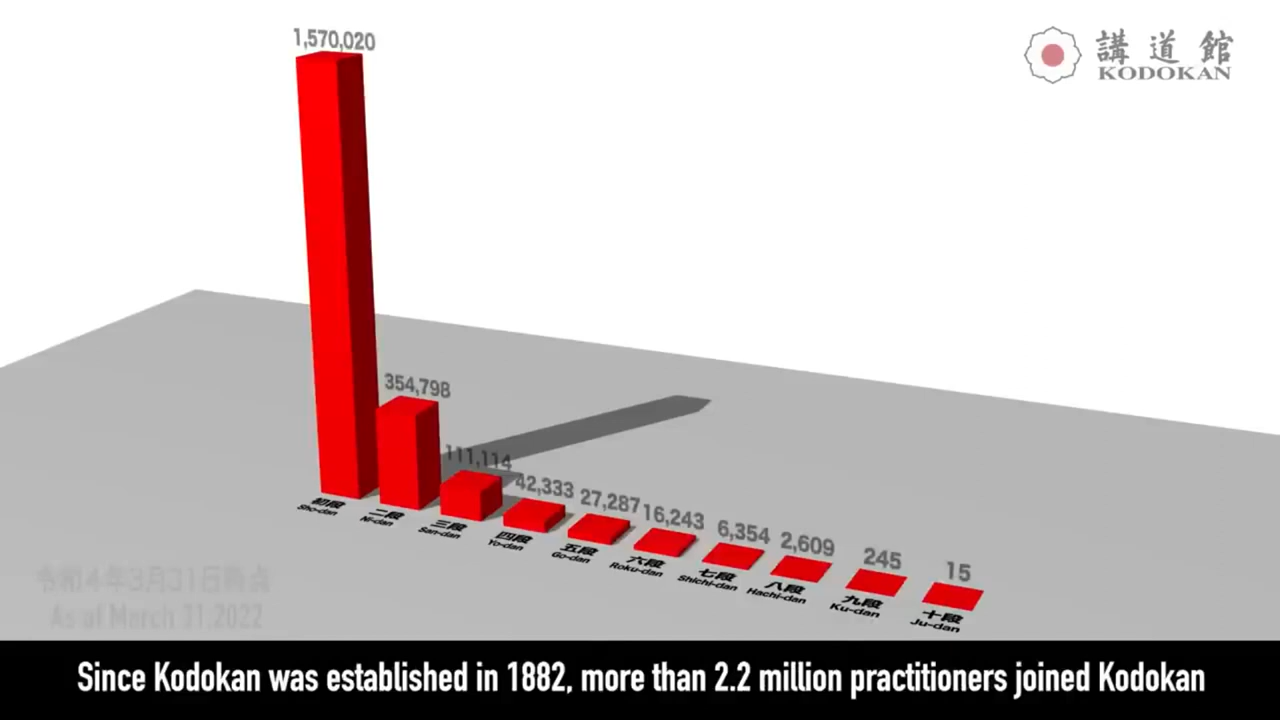 1,570,020
講道館
KODOKAN
354,798
111,114
42,333
27,287
16,243
6,354
2,609
245
15
初段
Sho-dan
二段
Ni-dan
三段
San-dan
四段
Yo-dan
五段
Go-dan
六段
Roku-dan
七段
Shichi-dan
八段
Hachi-dan
九段
Ku-dan
十段
Ju-dan
令和4年3月31日時点
As of March 31,2022
Since Kodokan was established in 1882, more than 2.2 million practitioners joined Kodokan